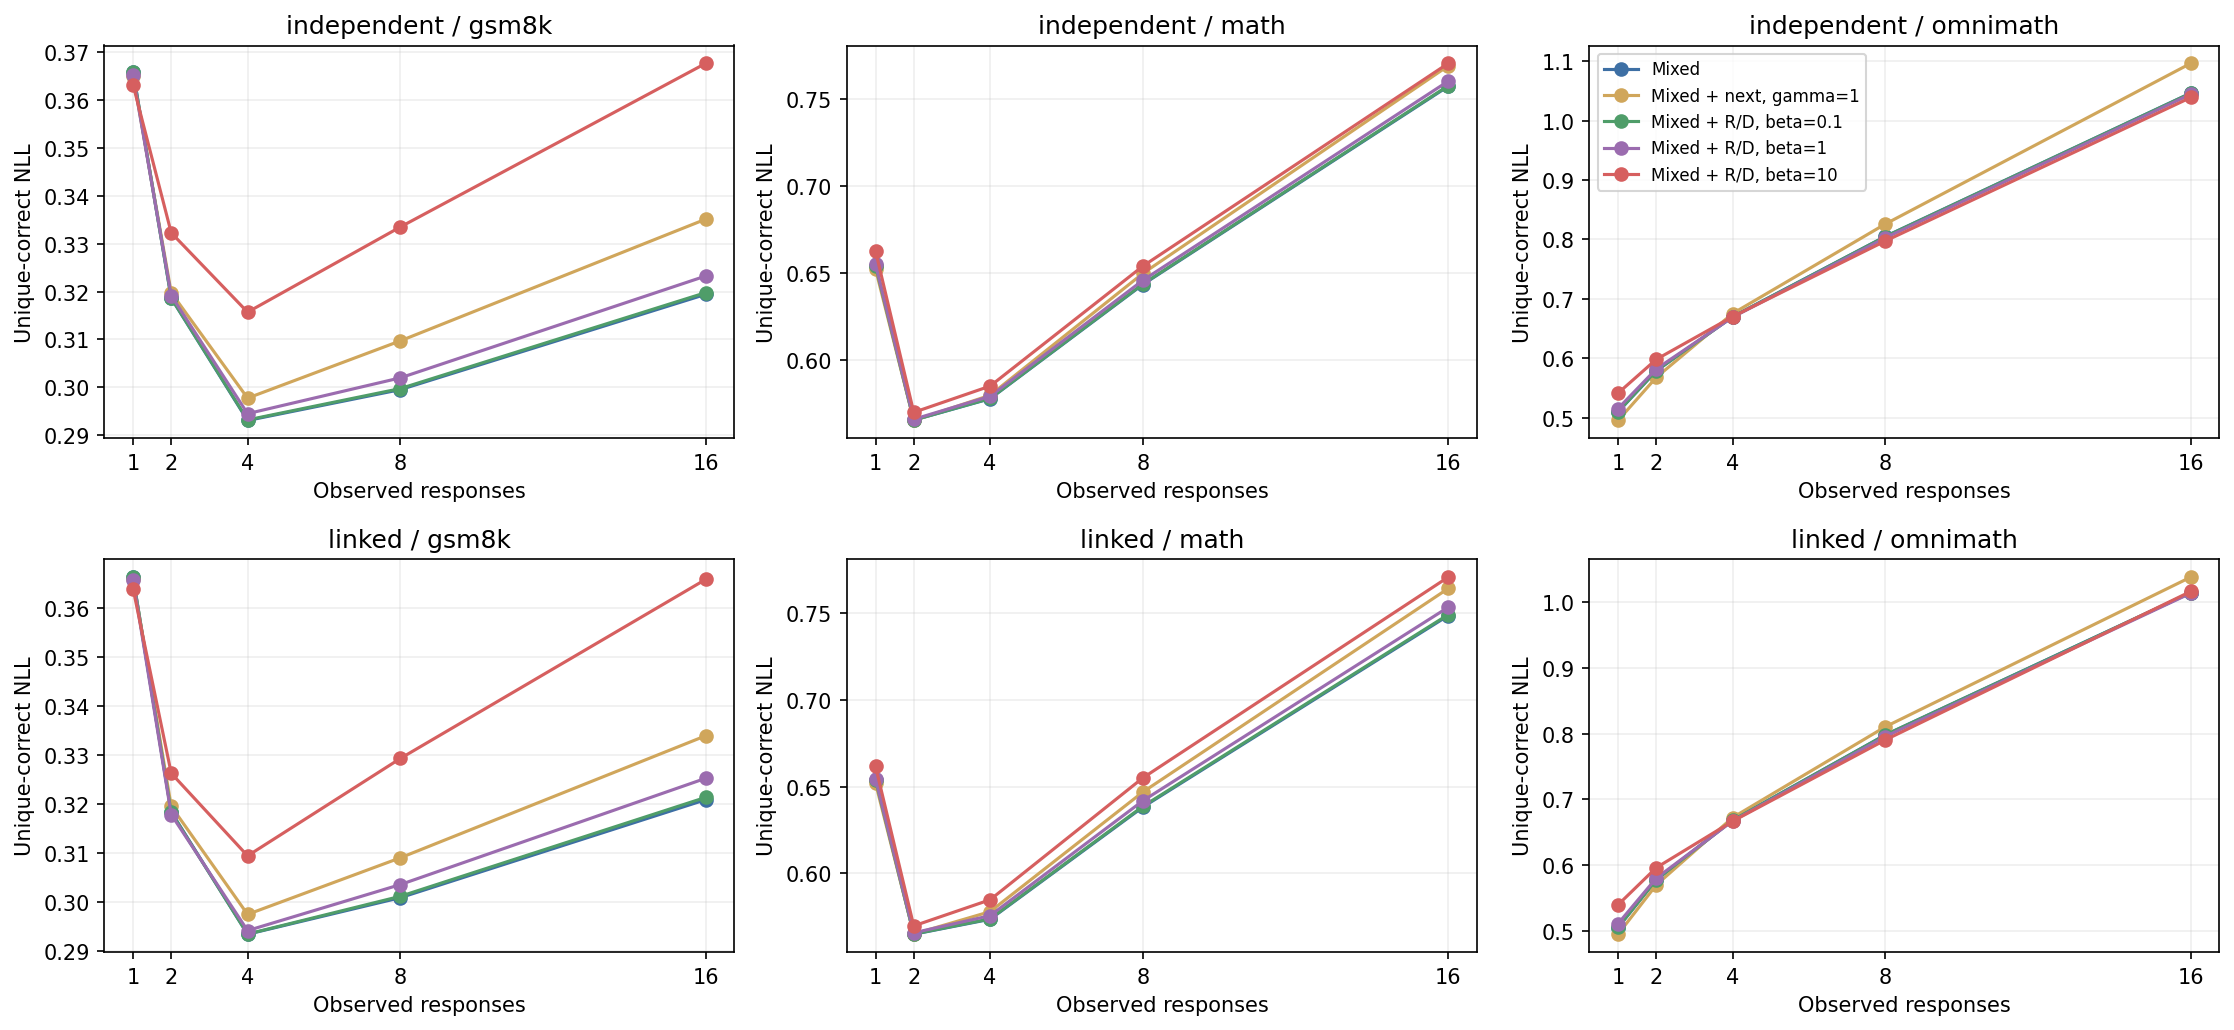 independent / gsm8k
Unique-correct NLL
0.37
0.36
0.35
0.34
0.33
0.32
0.31
0.30
0.29
1 2 4 8 16
Observed responses
independent / math
Unique-correct NLL
0.75
0.70
0.65
0.60
1 2 4 8 16
Observed responses
independent / omnimath
Unique-correct NLL
1.1
1.0
0.9
0.8
0.7
0.6
0.5
Mixed
Mixed + next, gamma=1
Mixed + R/D, beta=0.1
Mixed + R/D, beta=1
Mixed + R/D, beta=10
1 2 4 8 16
Observed responses
linked / gsm8k
Unique-correct NLL
0.36
0.35
0.34
0.33
0.32
0.31
0.30
0.29
1 2 4 8 16
Observed responses
linked / math
Unique-correct NLL
0.75
0.70
0.65
0.60
1 2 4 8 16
Observed responses
linked / omnimath
Unique-correct NLL
1.0
0.9
0.8
0.7
0.6
0.5
1 2 4 8 16
Observed responses